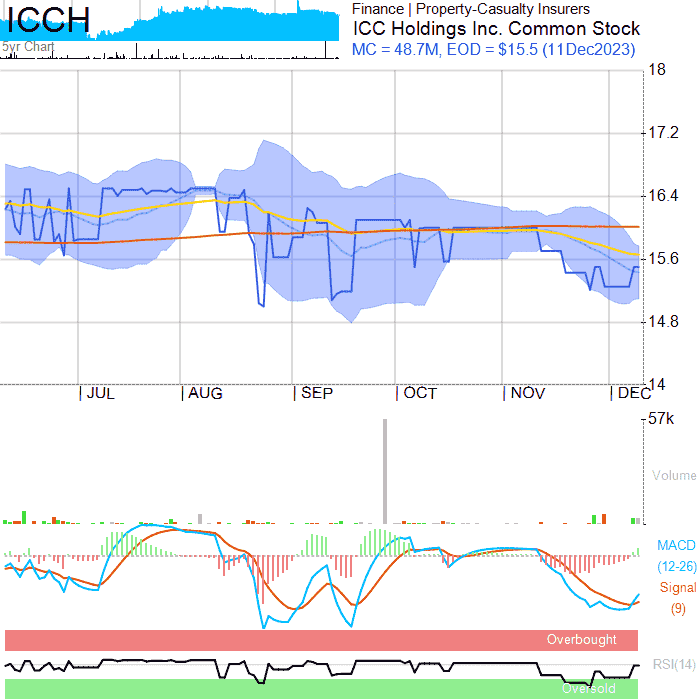 ICCH
5yr Chart
Finance | Property-Casualty Insurers
ICC Holdings Inc. Common Stock
MC = 48.7M, EOD = $15.5 (11Dec2023)
18
17.2
16.4
15.6
14.8
14
JUL AUG SEP OCT NOV DEC
57k
Volume
MACD
(12-26)
Signal
(9)
Overbought
RSI(14)
Oversold